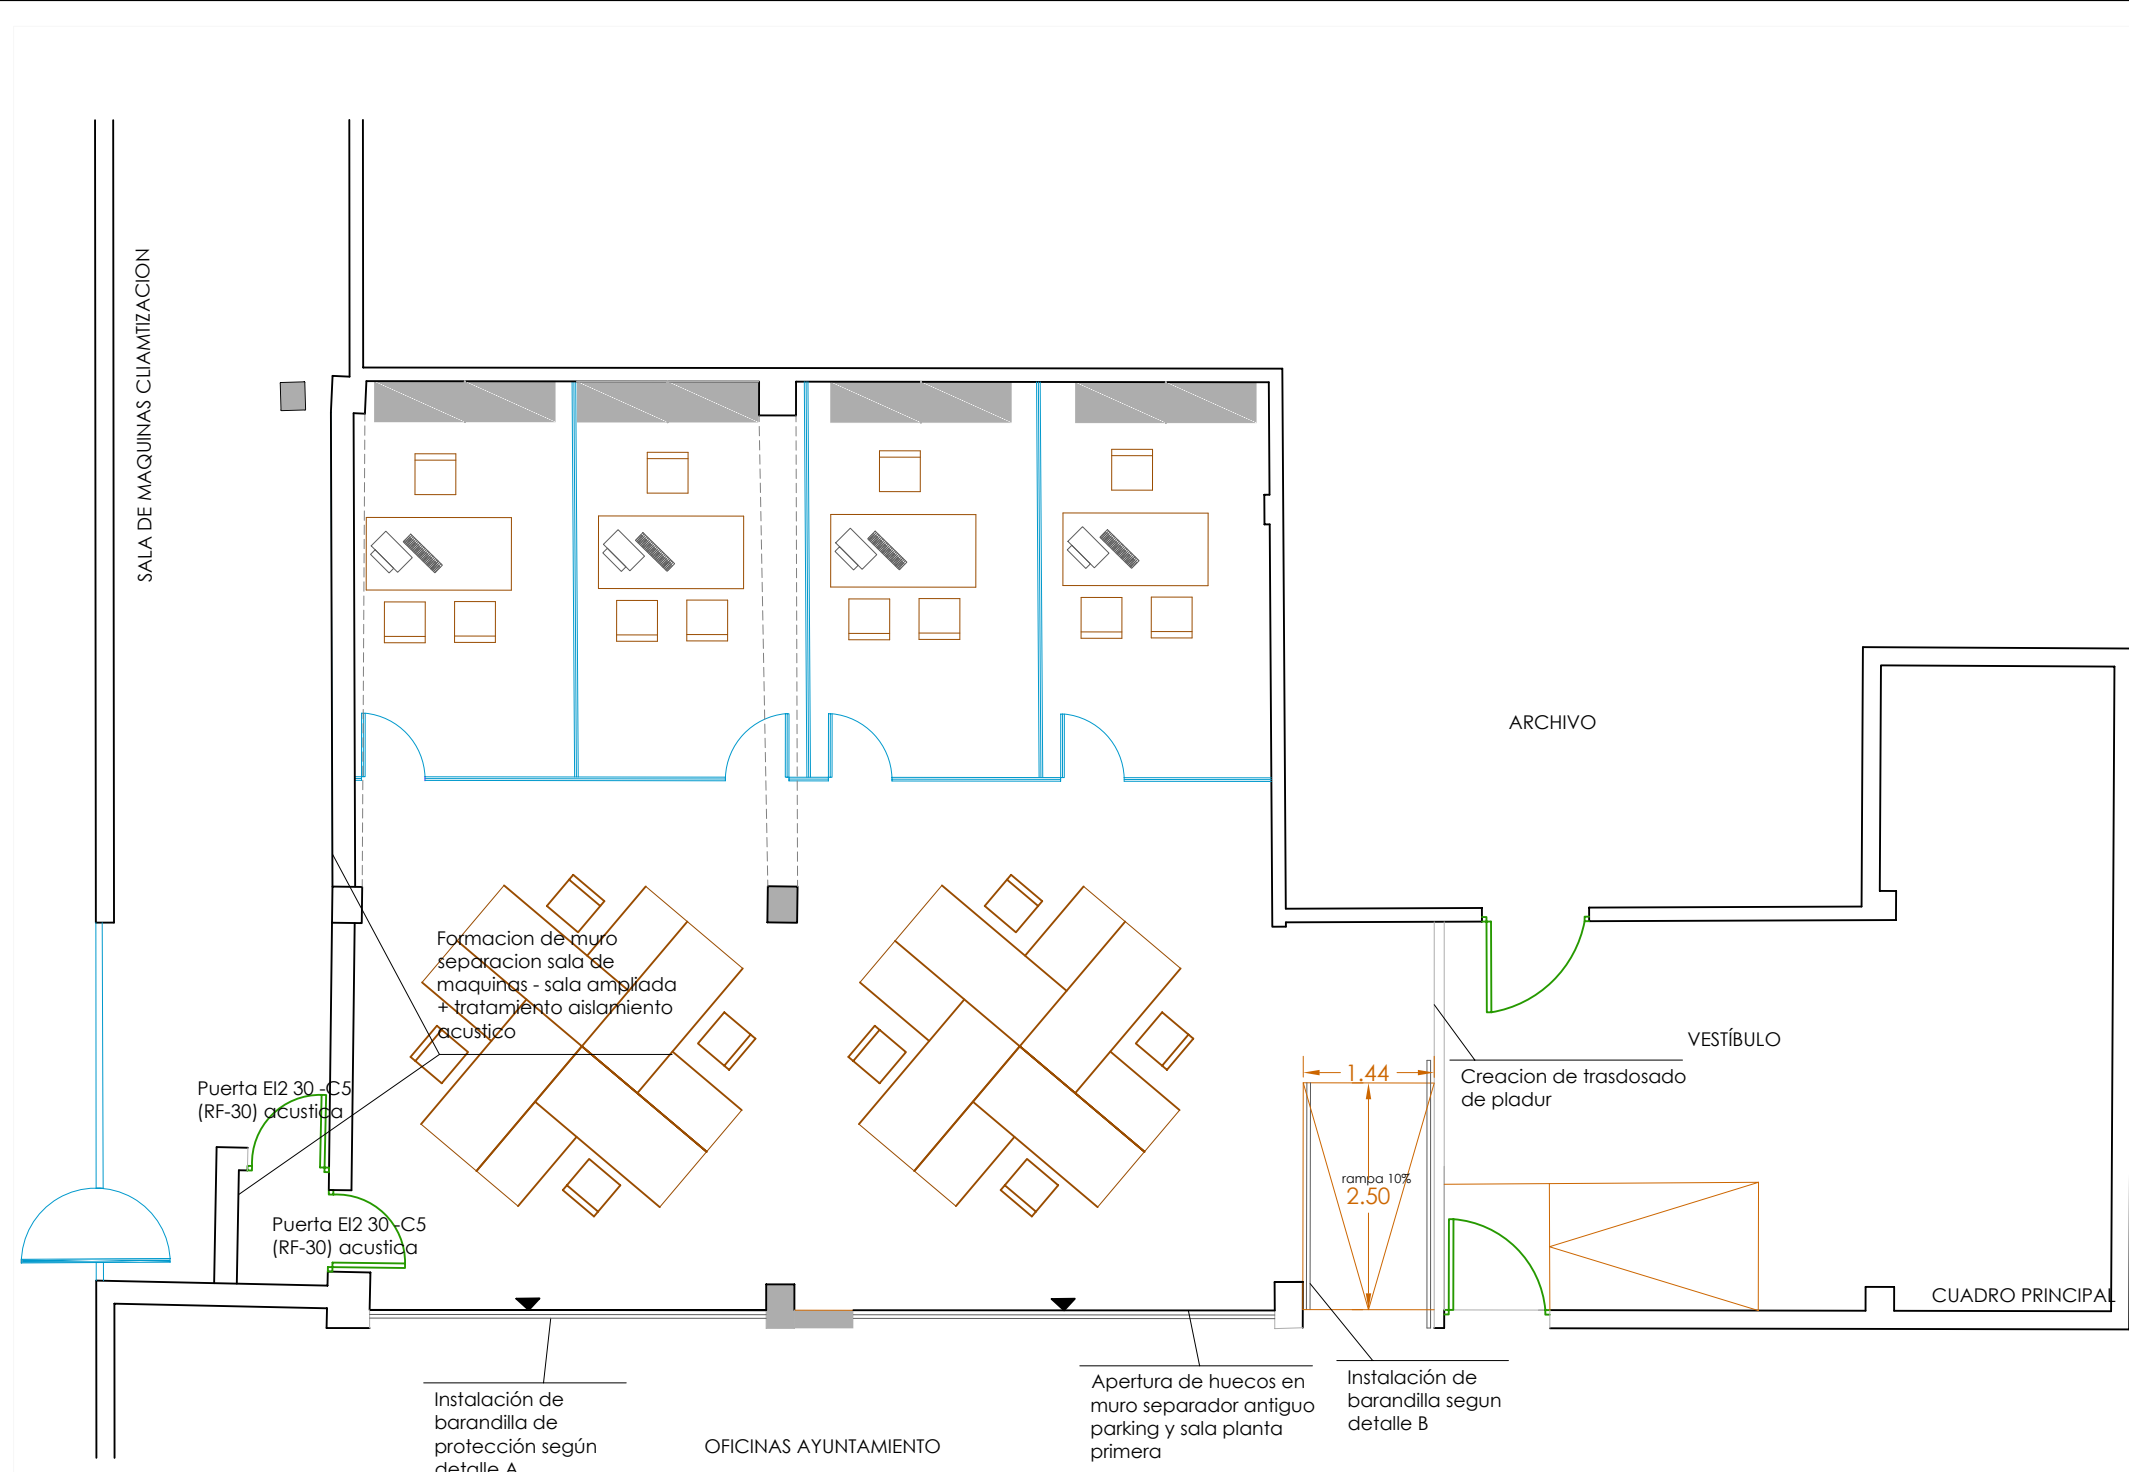 SALA DE MAQUINAS CLIAMTIZACION
ARCHIVO
Formacion de muro
separacion sala de
maquinas - sala ampliada
+ tratamiento aislamiento
acustico
VESTÍBULO
Creacion de trasdosado
de pladur
1.44
Puerta EI2 30 -C5
(RF-30) acustica
rampa 10%
2.50
Puerta EI2 30 -C5
(RF-30) acustica
CUADRO PRINCIPAL
Instalación de
barandilla de
protección según
detalle A
OFICINAS AYUNTAMIENTO
Apertura de huecos en
muro separador antiguo
parking y sala planta
primera
Instalación de
barandilla segun
detalle B